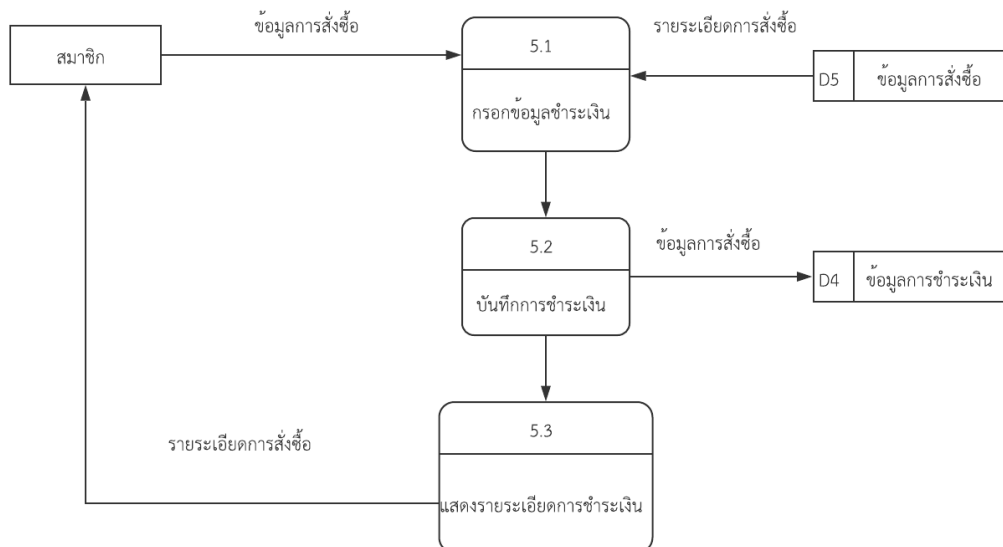 ข้อมูลการสั่งซื้อ
รายระเอียดการสั่งซื้อ
สมาชิก
5.1
กรอกข้อมูลชำระเงิน
D5
ข้อมูลการสั่งซื้อ
5.2
บันทึกการชำระเงิน
ข้อมูลการสั่งซื้อ
D4
ข้อมูลการชำระเงิน
5.3
แสดงรายระเอียดการชำระเงิน
รายระเอียดการสั่งซื้อ